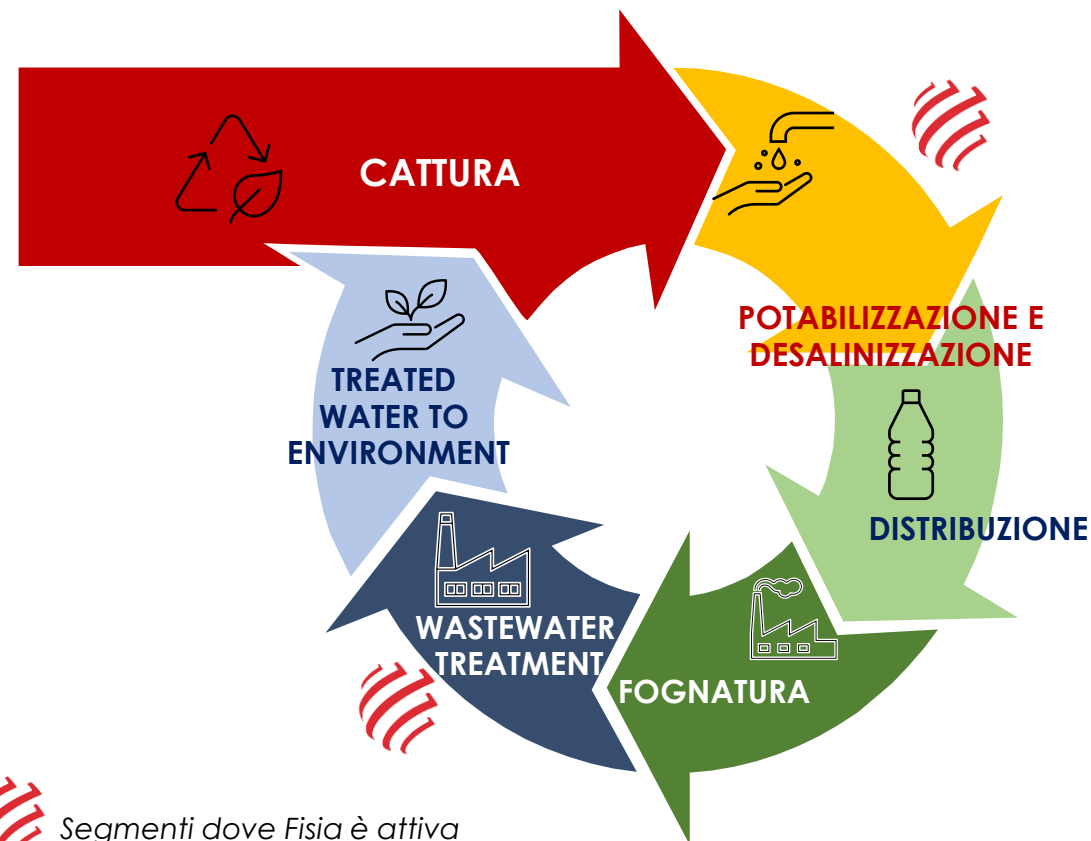 CATTURA
POTABILIZZAZIONE E
DESALINIZZAZIONE
DISTRIBUZIONE
FOGNATURA
WASTEWATER
TREATMENT
TREATED
WATER TO
ENVIRONMENT
Segmenti dove Fisia è attiva